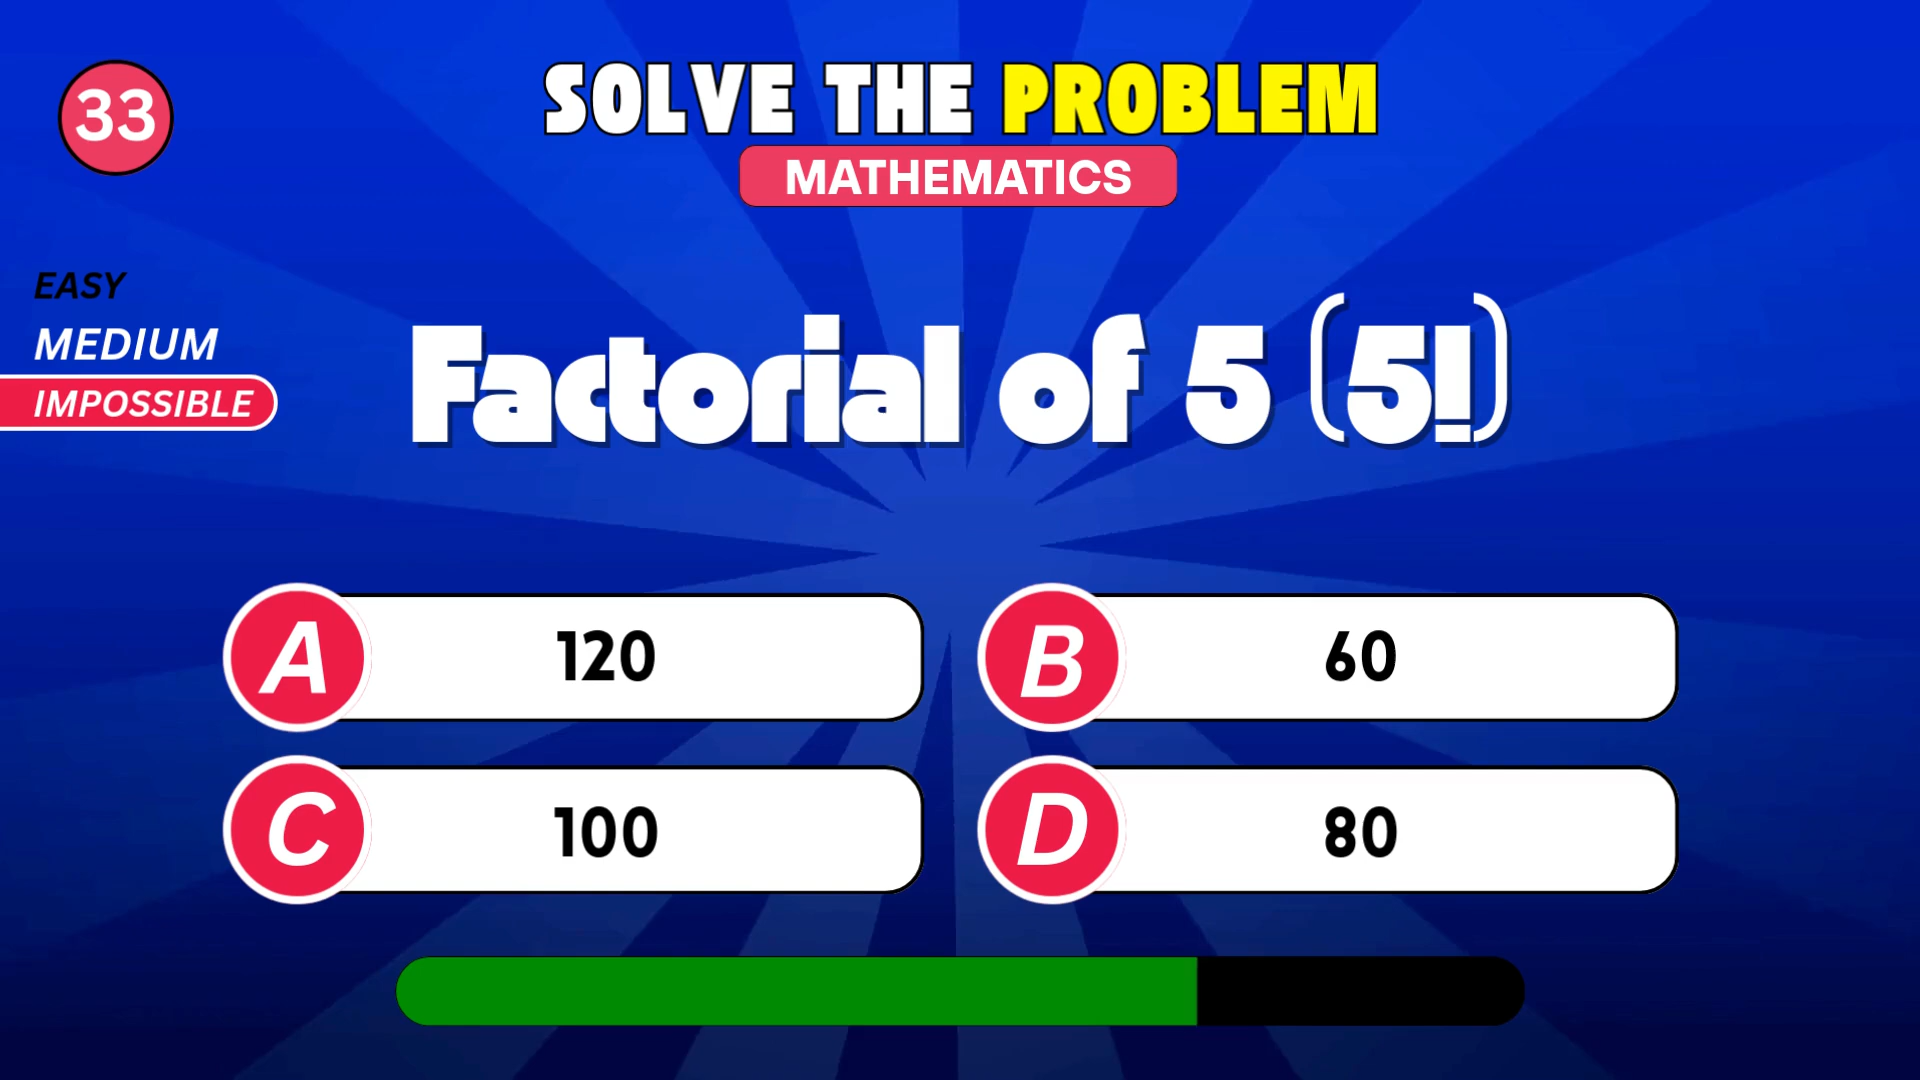 33
SOLVE THE PROBLEM
MATHEMATICS
EASY
MEDIUM
IMPOSSIBLE
Factorial of 5 (5!)
A 120
B 60
C 100
D 80